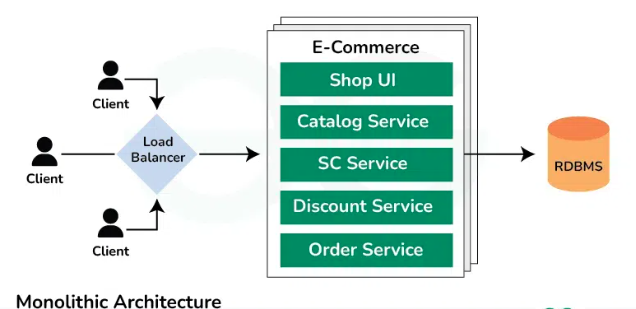 E-Commerce
Shop UI
Catalog Service
SC Service
Discount Service
Order Service
Client
Client
Client
Load
Balancer
RDBMS
Monolithic Architecture